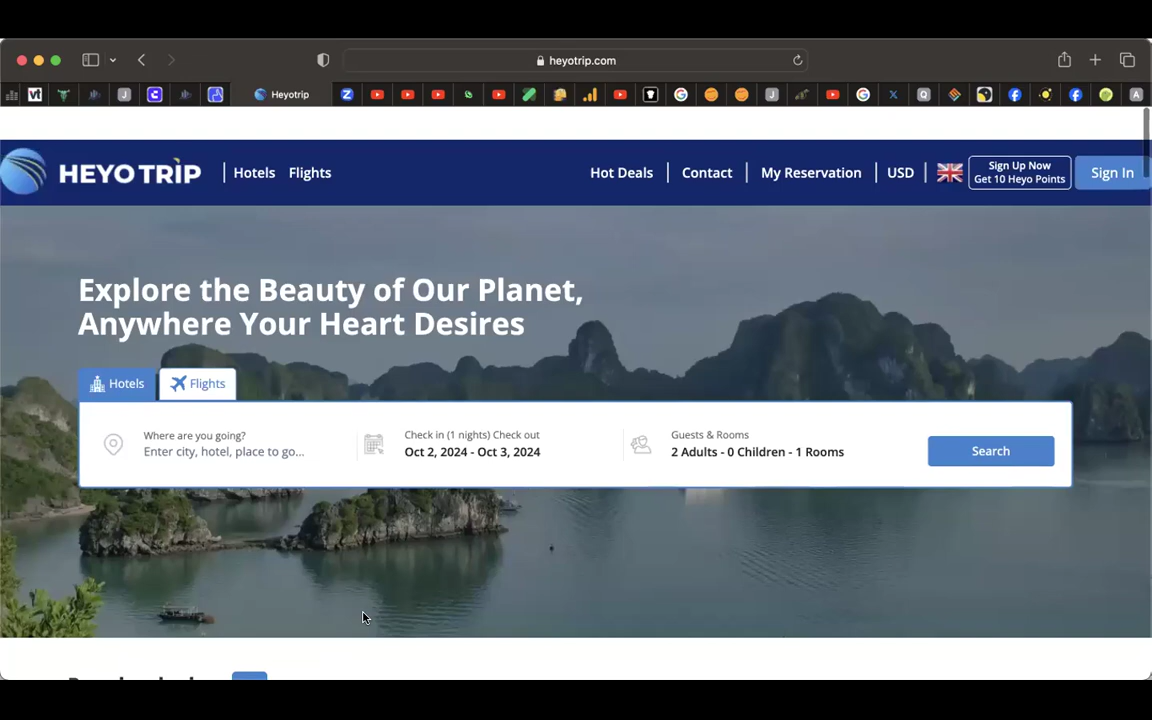 heyotrip.com
Heyotrip
HEYO TRIP
Hotels
Flights
Hot Deals
Contact
My Reservation
USD
Sign Up Now
Get 10 Heyo Points
Sign In
Explore the Beauty of Our Planet,
Anywhere Your Heart Desires
Hotels
Flights
Where are you going?
Enter city, hotel, place to go...
Check in (1 nights) Check out
Oct 2, 2024 - Oct 3, 2024
Guests & Rooms
2 Adults - 0 Children - 1 Rooms
Search